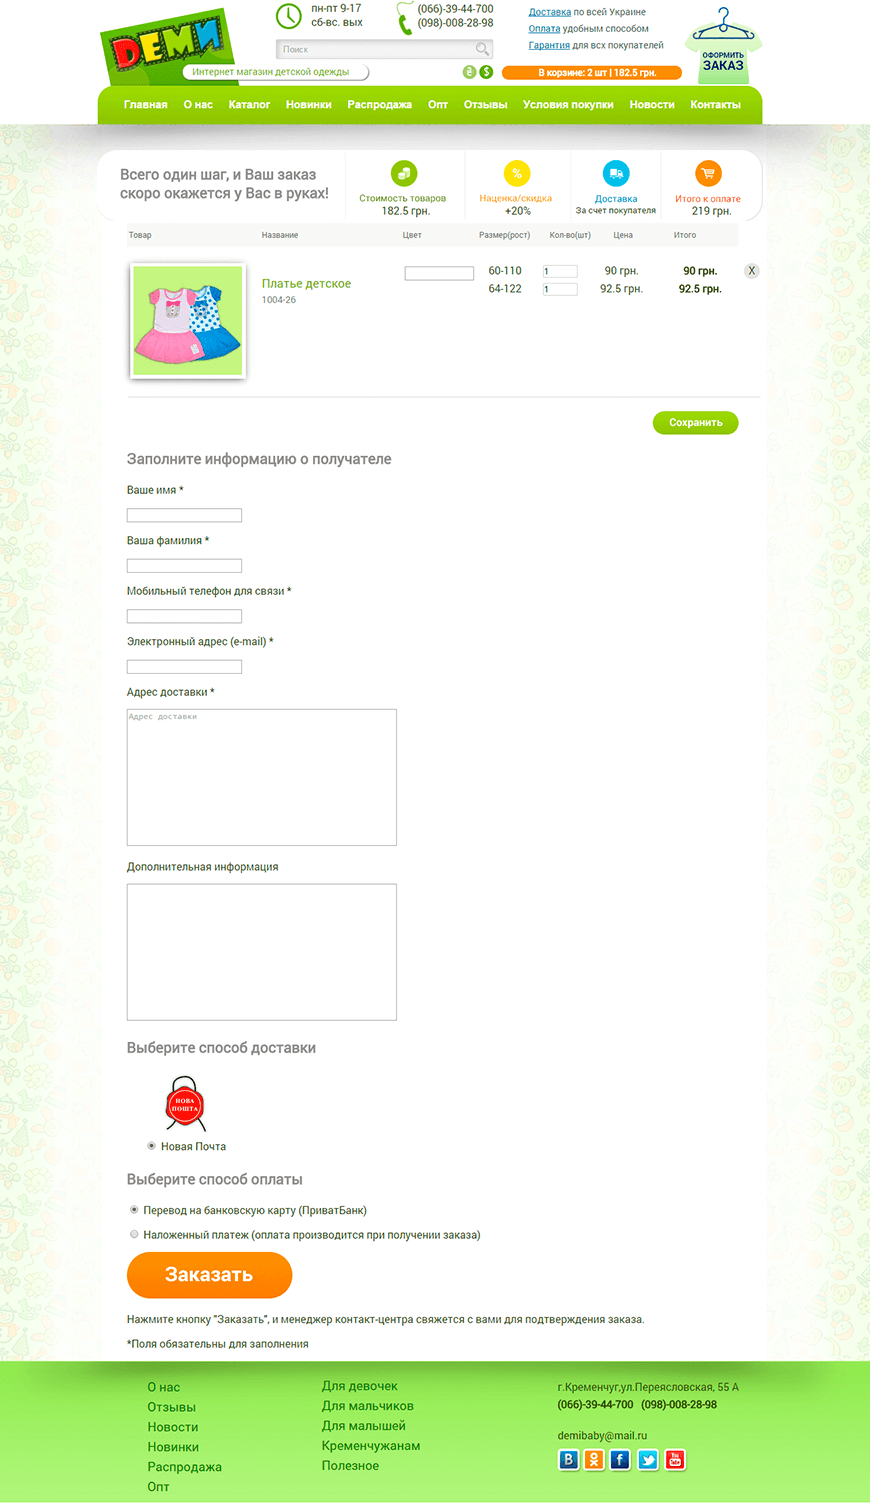 ДЕМИ
Интернет магазин детской одежды
пн-пт 9-17
сб-вс. вых
(066)-39-44-700
(098)-008-28-98
Поиск
Доставка по всей Украине
Оплата удобным способом
Гарантия для всх покупателей
В корзине: 2 шт | 182.5 грн.
ОФОРМИТЬ
ЗАКАЗ
Главная О нас Каталог Новинки Распродажа Опт Отзывы Условия покупки Новости Контакты
Всего один шаг, и Ваш заказ
скоро окажется у Вас в руках!
Стоимость товаров
182.5 грн.
%
Наценка/скидка
+20%
Доставка
За счет покупателя
Итого к оплате
219 грн.
Товар Название Цвет Размер(рост) Кол-во(шт) Цена Итого
Платье детское
1004-26
60-110 1 90 грн. 90 грн. X
64-122 1 92.5 грн. 92.5 грн.
Сохранить
Заполните информацию о получателе
Ваше имя *
Ваша фамилия *
Мобильный телефон для связи *
Электронный адрес (e-mail) *
Адрес доставки *
Адрес доставки
Дополнительная информация
Выберите способ доставки
НОВА
ПОШТА
Новая Почта
Выберите способ оплаты
Перевод на банковскую карту (ПриватБанк)
Наложенный платеж (оплата производится при получении заказа)
Заказать
Нажмите кнопку "Заказать", и менеджер контакт-центра свяжется с вами для подтверждения заказа.
*Поля обязательны для заполнения
О нас
Отзывы
Новости
Новинки
Распродажа
Опт
Для девочек
Для мальчиков
Для малышей
Кременчужанам
Полезное
г.Кременчуг,ул.Переясловская, 55 А
(066)-39-44-700 (098)-008-28-98
demibaby@mail.ru
You
Tube